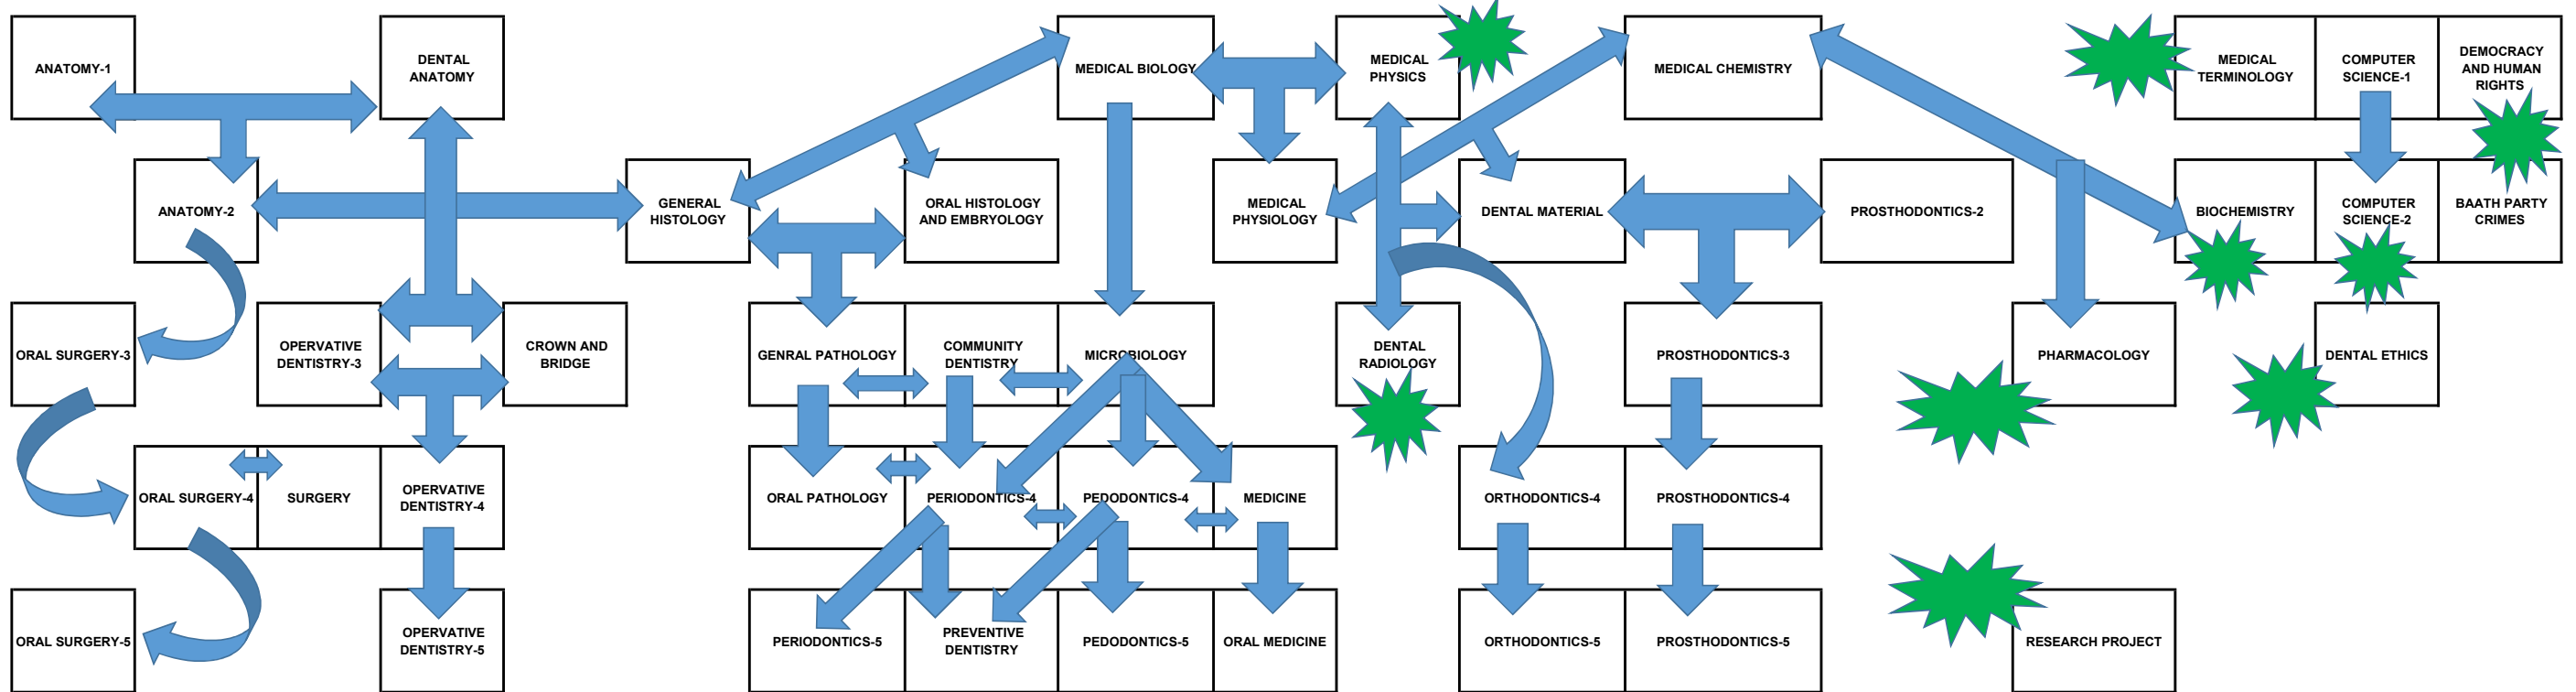 ANATOMY-1
DENTAL
ANATOMY
MEDICAL BIOLOGY
MEDICAL
PHYSICS
MEDICAL CHEMISTRY
MEDICAL
TERMINOLOGY
COMPUTER
SCIENCE-1
DEMOCRACY
AND HUMAN
RIGHTS
ANATOMY-2
GENERAL
HISTOLOGY
ORAL HISTOLOGY
AND EMBRYOLOGY
MEDICAL
PHYSIOLOGY
DENTAL MATERIAL
PROSTHODONTICS-2
BIOCHEMISTRY
COMPUTER
SCIENCE-2
BAATH PARTY
CRIMES
ORAL SURGERY-3
OPERVATIVE
DENTISTRY-3
CROWN AND
BRIDGE
GENRAL PATHOLOGY
COMMUNITY
DENTISTRY
MICROBIOLOGY
DENTAL
RADIOLOGY
PROSTHODONTICS-3
PHARMACOLOGY
DENTAL ETHICS
ORAL SURGERY-4
SURGERY
OPERVATIVE
DENTISTRY-4
ORAL PATHOLOGY
PERIODONTICS-4
PEDODONTICS-4
MEDICINE
ORTHODONTICS-4
PROSTHODONTICS-4
ORAL SURGERY-5
OPERVATIVE
DENTISTRY-5
PERIODONTICS-5
PREVENTIVE
DENTISTRY
PEDODONTICS-5
ORAL MEDICINE
ORTHODONTICS-5
PROSTHODONTICS-5
RESEARCH PROJECT